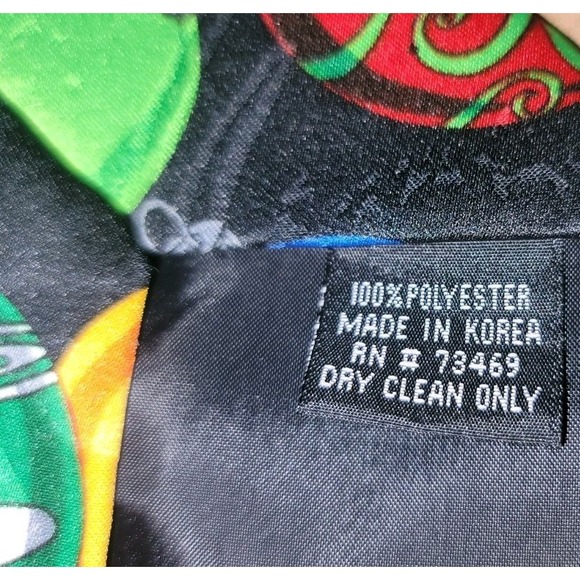 100% POLYESTER
MADE IN KOREA
RN # 73469
DRY CLEAN ONLY